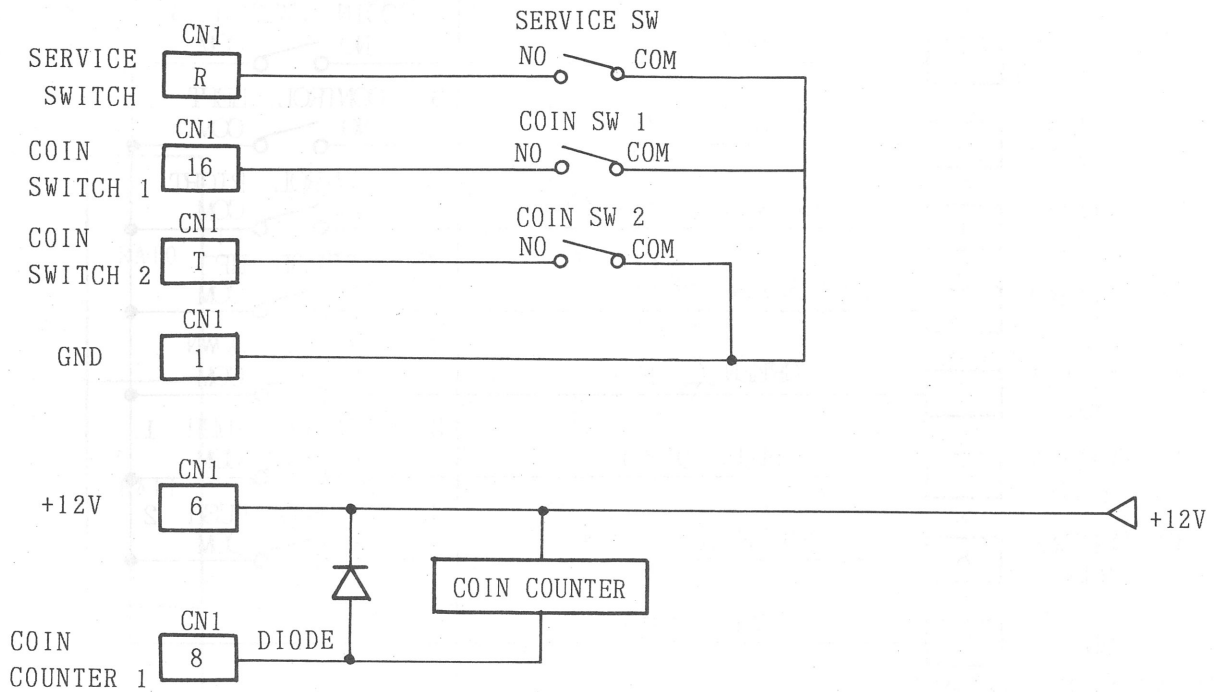 SERVICE SW
CN1
SERVICE
SWITCH
R
NO
COM
COIN SW 1
CN1
COIN
SWITCH 1
16
NO
COM
COIN SW 2
CN1
COIN
SWITCH 2
T
NO
COM
CN1
GND
1
CN1
+12V
6
+12V
COIN COUNTER
CN1
COIN
COUNTER 1
8
DIODE